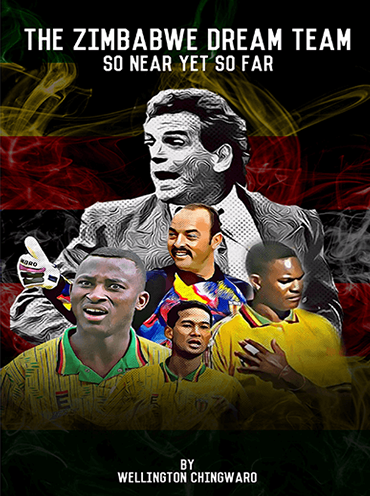 THE ZIMBABWE DREAM TEAM
SO NEAR YET SO FAR
BY
WELLINGTON CHINGWARO